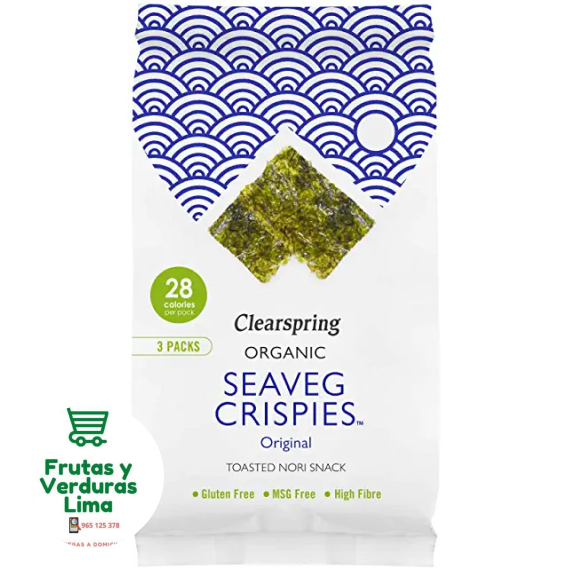 28
calories
per pack
3 PACKS
Clearspring
ORGANIC
SEAVEG
CRISPIES™
Original
TOASTED NORI SNACK
• Gluten Free • MSG Free • High Fibre
Frutas y
Verduras
Lima
965 125 378